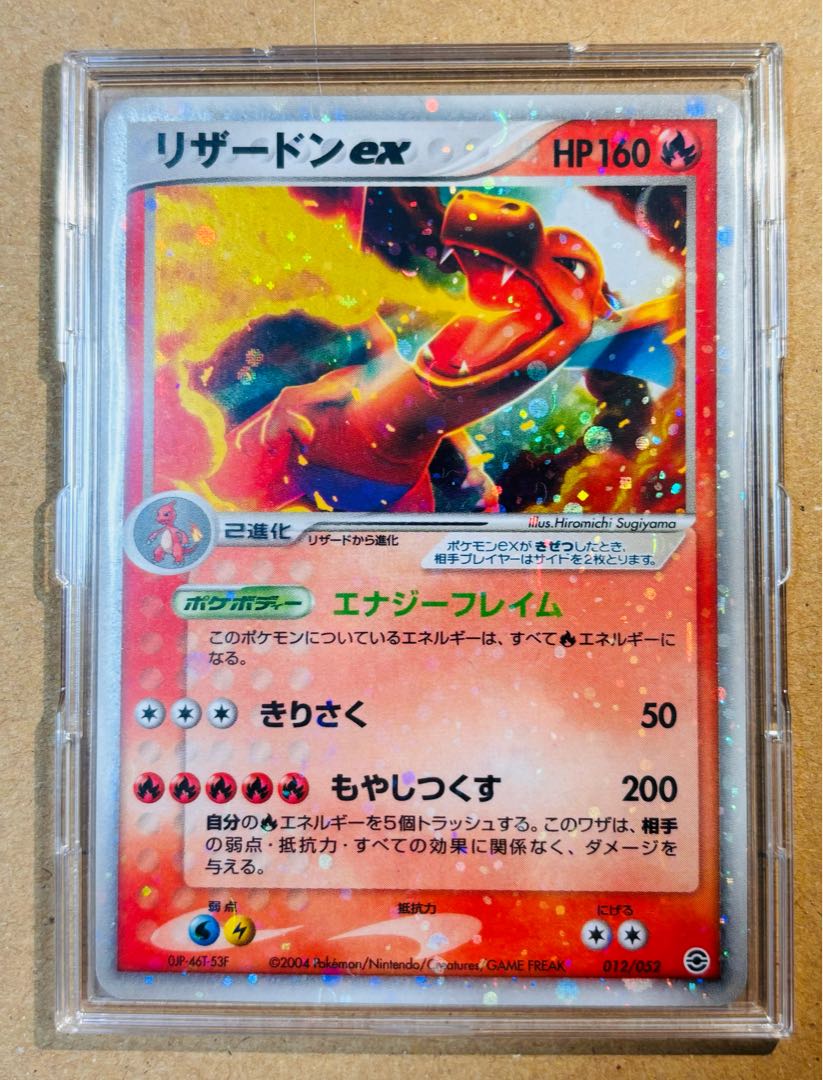 リザードンex HP160
Illus.Hiromichi Sugiyama
2進化
リザードから進化
ポケモンexがきぜつしたとき、
相手プレイヤーはサイドを2枚とります。
ポケボディー エナジーフレイム
このポケモンについているエネルギーは、すべてエネルギーに
なる。
きりさく 50
もやしつくす 200
自分のエネルギーを5個トラッシュする。このワザは、相手
の弱点・抵抗力・すべての効果に関係なく、ダメージを
与える。
弱点 抵抗力 にげる
0JP-46T-53F ©2004 Pokémon/Nintendo/Creatures/GAME FREAK 012/052